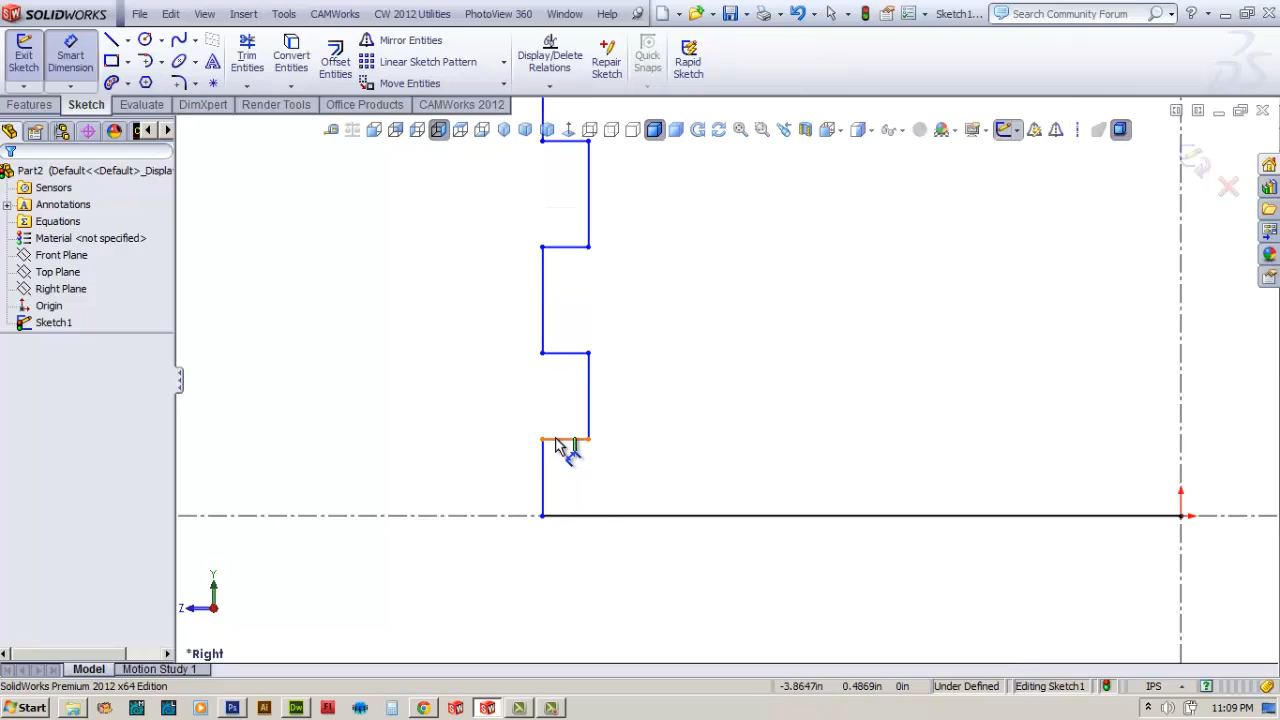 SOLIDWORKS File Edit View Insert Tools CAMWorks CW 2012 Utilities PhotoView 360 Window Help Sketch1... Search Community Forum
Exit Sketch
Smart Dimension
Trim Entities
Convert Entities
Offset Entities
Mirror Entities
Linear Sketch Pattern
Move Entities
Display/Delete Relations
Repair Sketch
Quick Snaps
Rapid Sketch
Features Sketch Evaluate DimXpert Render Tools Office Products CAMWorks 2012
Part2 (Default<<Default>_Displa
Sensors
Annotations
Equations
Material <not specified>
Front Plane
Top Plane
Right Plane
Origin
Sketch1
Y
Z
*Right
Model Motion Study 1
SolidWorks Premium 2012 x64 Edition -3.8647in 0.4869in 0in Under Defined Editing Sketch1 IPS
Start 11:09 PM